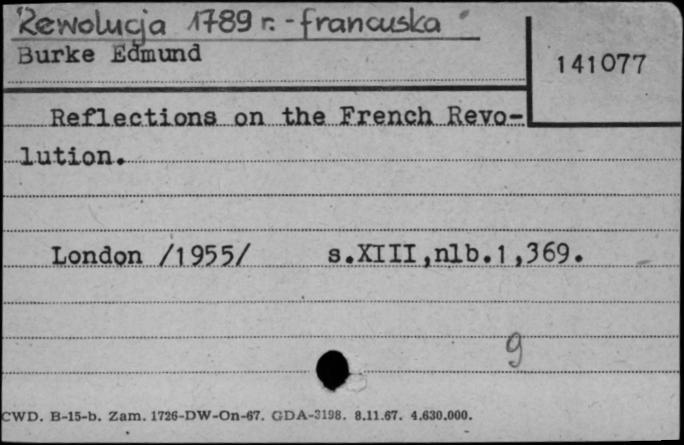 Rewolucja 1789 r. - francuska
Burke Edmund
141077
Reflections on the French Revo-
lution.
London /1955/ s.XIII,nlb.1,369.
9
CWD. B-15-b. Zam. 1726-DW-On-67. GDA-3198. 8.11.67. 4.630.000.